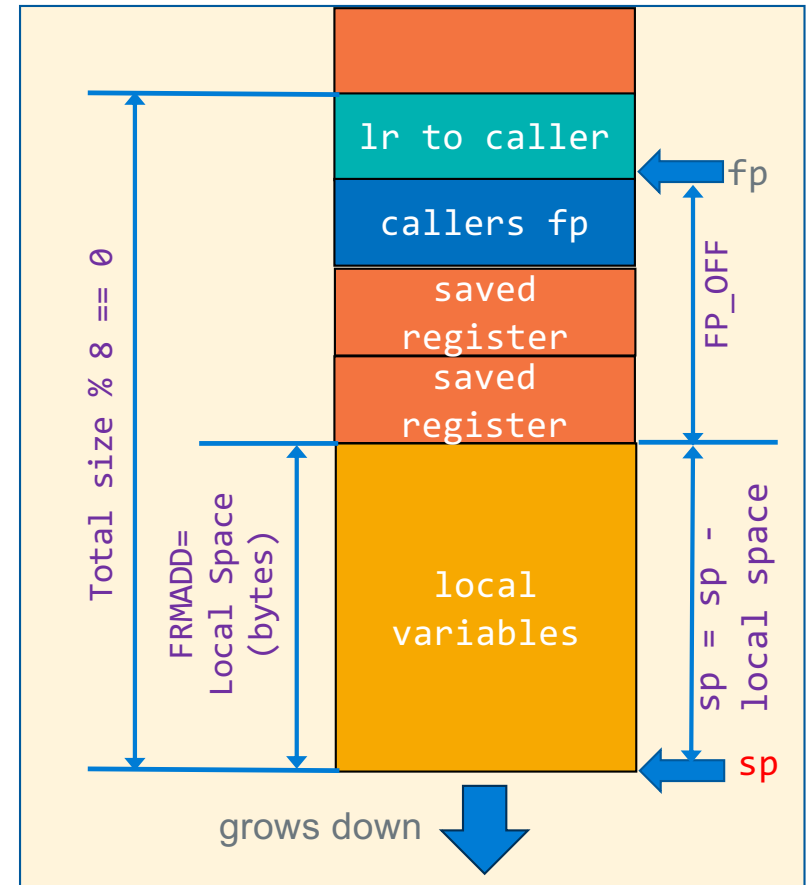 lr to caller
fp
callers fp
saved
register
saved
register
FP_OFF
Total size % 8 == 0
FRMADD=
Local Space
(bytes)
local
variables
sp = sp -
local space
sp
grows down